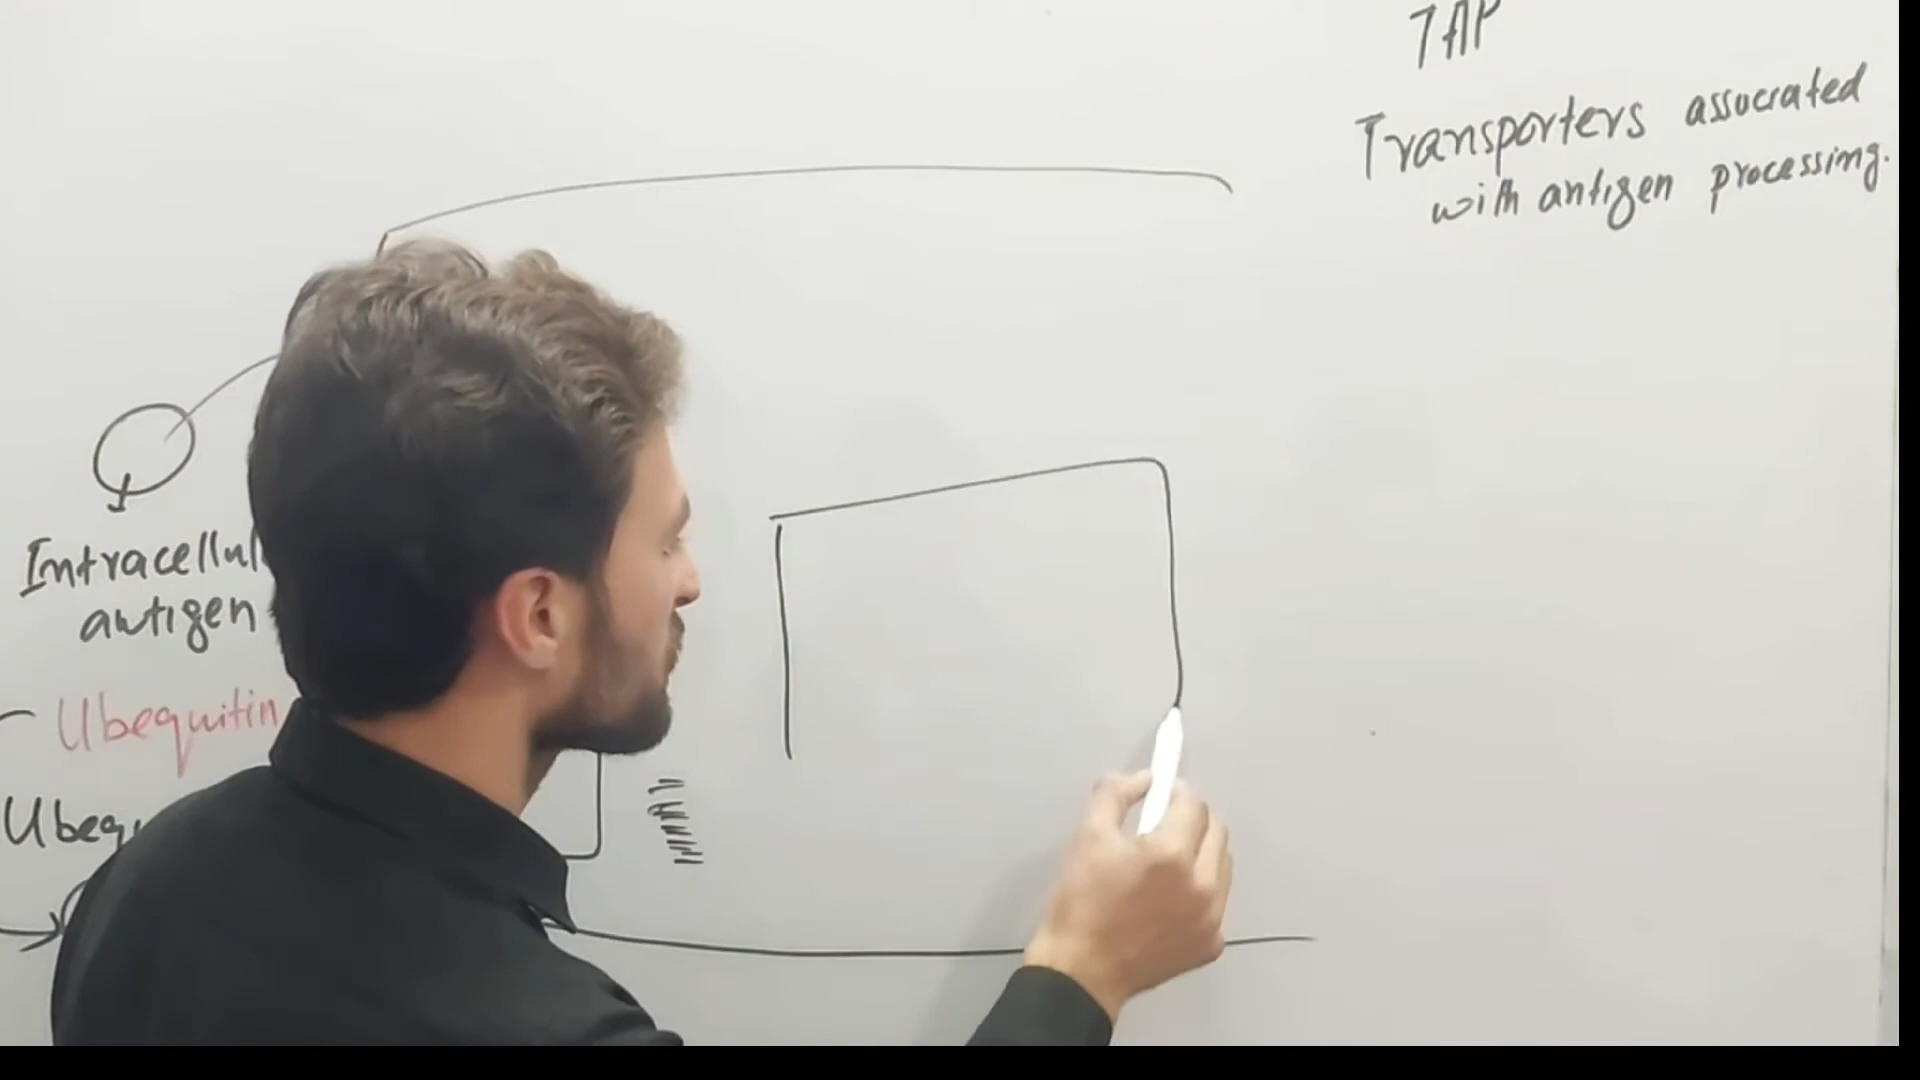 TAP
Transporters associated
with antigen processing.
Intracellul
antigen
Ubequitin
Ubequ